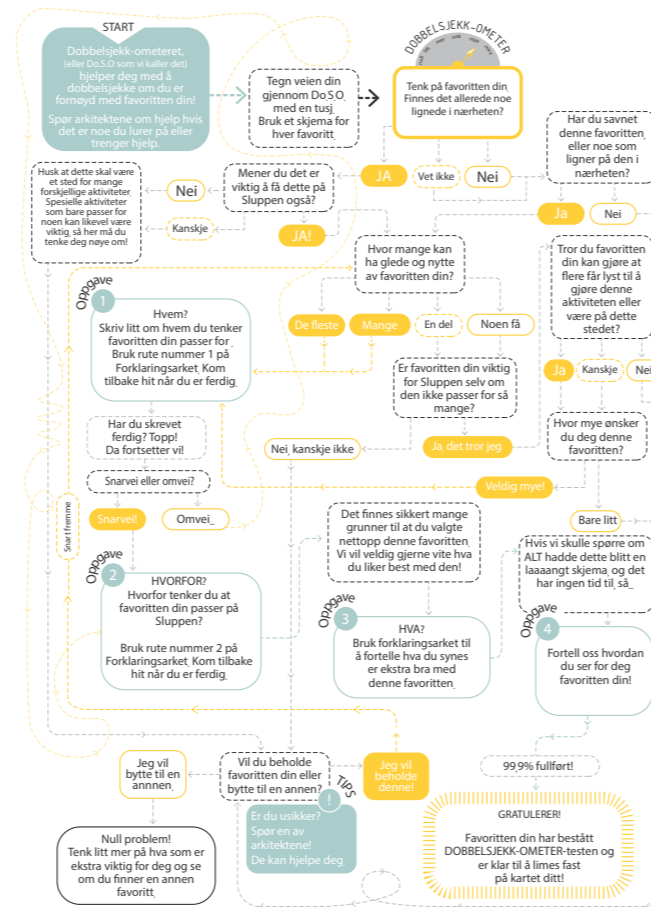 START
Dobbelsjekk-ometeret,
(eller Do.S.O som vi kaller det)
hjelper deg med å
dobbelsjekke om du er
fornøyd med favoritten din!
Spør arkitektene om hjelp hvis
det er noe du lurer på eller
trenger hjelp.
Tegn veien din
gjennom Do.S.O.
med en tusj.
Bruk et skjema for
hver favoritt.
DOBBELSJEKK-OMETER
Tenk på favoritten din.
Finnes det allerede noe
lignede i nærheten?
JA
Vet ikke
Nei
Har du savnet
denne favoritten
eller noe som
ligner på den i
nærheten?
Ja
Nei
Husk at dette skal være
et sted for mange
forskjellige aktiviteter.
Spesielle aktiviteter
som bare passer for
noen kan likevel være
viktig, så her må du
tenke deg nøye om!
Nei
Kanskje
Mener du det er
viktig å få dette på
Sluppen også?
JA!
Hvor mange kan
ha glede og nytte
av favoritten din?
De fleste
Mange
En del
Noen få
Tror du favoritten
din kan gjøre at
flere får lyst til å
gjøre denne
aktiviteten eller
være på dette
stedet?
Ja
Kanskje
Nei
Oppgave
1
Hvem?
Skriv litt om hvem du tenker
favoritten din passer for.
Bruk rute nummer 1 på
Forklaringsarket. Kom
tilbake hit når du er ferdig.
Er favoritten din viktig
for Sluppen selv om
den ikke passer for så
mange?
Nei, kanskje ikke
Ja, det tror jeg
Hvor mye ønsker
du deg denne
favoritten?
Veldig mye!
Bare litt
Har du skrevet
ferdig? Topp!
Da fortsetter vi!
Snarvei eller omvei?
Snarvei!
Omvei_
Snart fremme
Oppgave
2
HVORFOR?
Hvorfor tenker du at
favoritten din passer på
Sluppen?
Bruk rute nummer 2 på
Forklaringsarket. Kom tilbake
hit når du er ferdig.
Det finnes sikkert mange
grunner til at du valgte
nettopp denne favoritten.
Vi vil veldig gjerne vite hva
du liker best med den!
Oppgave
3
HVA?
Bruk forklaringsarket til
å fortelle hva du synes
er ekstra bra med
denne favoritten.
Hvis vi skulle spørre om
ALT hadde dette blitt en
laaaangt skjema, og det
har ingen tid til, så_
Oppgave
4
Fortell oss hvordan
du ser for deg
favoritten din!
99,9% fullført!
GRATULERER!
Favoritten din har bestått
DOBBELSJEKK-OMETER-testen og
er klar til å limes fast
på kartet ditt!
Jeg vil
bytte til en
annnen.
Vil du beholde
favoritten din eller
bytte til en annen?
Jeg vil
beholde
denne!
TIPS
!
Er du usikker?
Spør en av
arkitektene!
De kan hjelpe deg.
Null problem!
Tenk litt mer på hva som er
ekstra viktig for deg og se
om du finner en annen
favoritt.